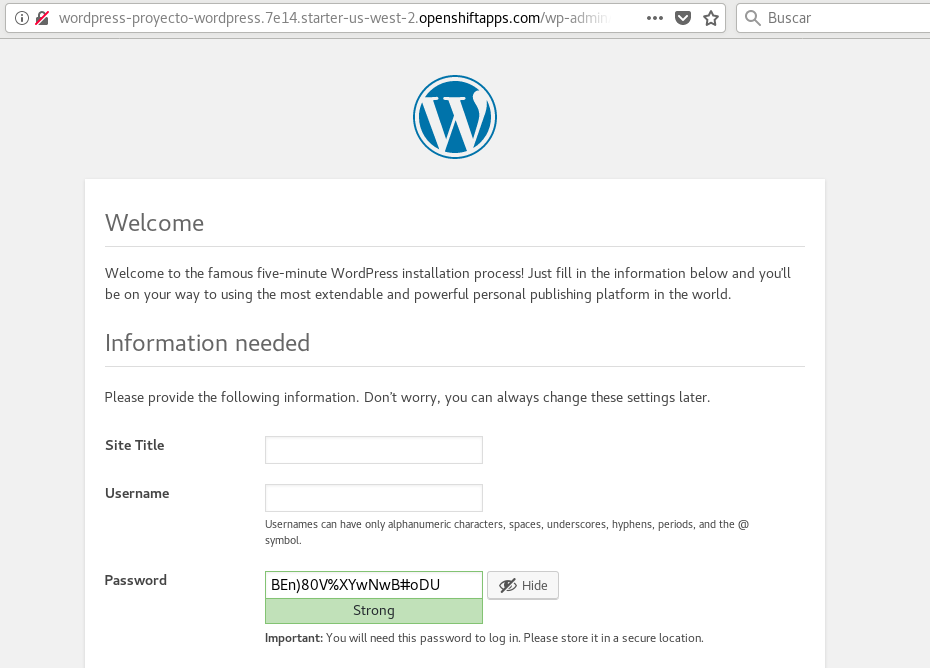 wordpress-proyecto-wordpress.7e14.starter-us-west-2.openshiftapps.com/wp-admin
Buscar
Welcome
Welcome to the famous five-minute WordPress installation process! Just fill in the information below and you'll
be on your way to using the most extendable and powerful personal publishing platform in the world.
Information needed
Please provide the following information. Don't worry, you can always change these settings later.
Site Title
Username
Usernames can have only alphanumeric characters, spaces, underscores, hyphens, periods, and the @
symbol.
Password
BEn)80V%XYwNwB#oDU
Hide
Strong
Important: You will need this password to log in. Please store it in a secure location.